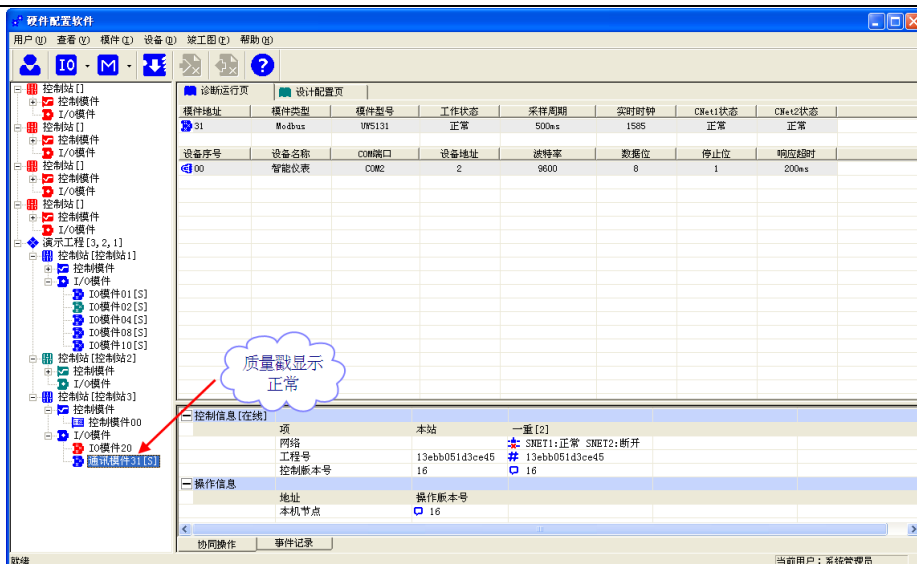 硬件配置软件
用户(U) 查看(V) 模件(I) 设备(D) 竣工图(P) 帮助(H)
IO M ?
控制站[]
控制模件
I/O模件
控制站[]
控制模件
I/O模件
控制站[]
控制模件
I/O模件
控制站[]
控制模件
I/O模件
演示工程[3,2,1]
控制站[控制站1]
控制模件
I/O模件
IO模件01[S]
IO模件02[S]
IO模件04[S]
IO模件08[S]
IO模件10[S]
控制站[控制站2]
控制模件
I/O模件
控制站[控制站3]
控制模件
控制模件00
I/O模件
IO模件20
通讯模件31[S]
诊断运行页 设计配置页
模件地址 模件类型 模件型号 工作状态 采样周期 实时时钟 CNet1状态 CNet2状态
31 Modbus UW5131 正常 500ms 1585 正常 正常
设备序号 设备名称 COM端口 设备地址 波特率 数据位 停止位 响应超时
00 智能仪表 COM2 2 9600 8 1 200ms
质量戳显示
正常
控制信息[在线]
项 本站 一重[2]
网络 SNET1:正常 SNET2:断开
工程号 13ebb051d3ce45 # 13ebb051d3ce45
控制版本号 16 16
操作信息
地址 操作版本号
本机节点 16
协同操作 事件记录
就绪 当前用户：系统管理员